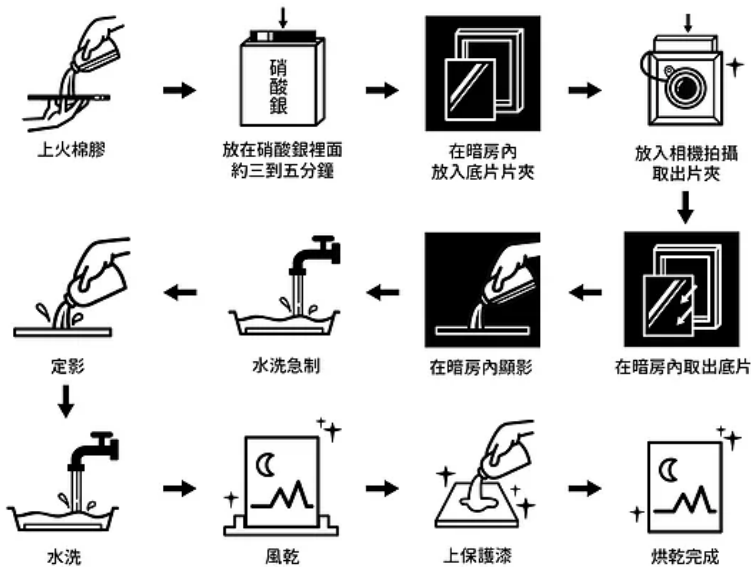 硝酸銀
上火棉膠
放在硝酸銀裡面
約三到五分鐘
在暗房內
放入底片片夾
放入相機拍攝
取出片夾
在暗房內取出底片
在暗房內顯影
水洗急制
定影
水洗
風乾
上保護漆
烘乾完成